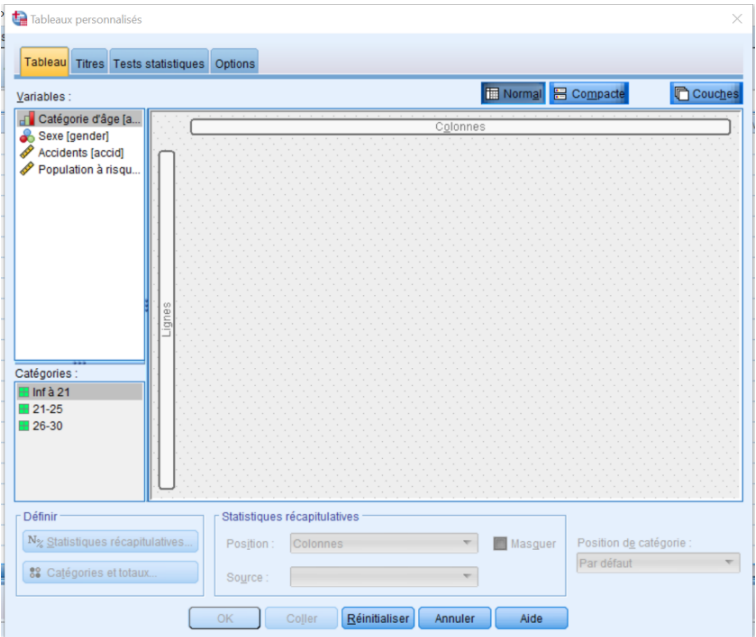 Tableaux personnalisés
Tableau Titres Tests statistiques Options
Variables :
Normal Compacte Couches
Catégorie d'âge [a...
Sexe [gender]
Accidents [accid]
Population à risqu...
Colonnes
Lignes
Catégories :
Inf à 21
21-25
26-30
Définir
Statistiques récapitulatives...
Catégories et totaux...
Statistiques récapitulatives
Position : Colonnes Masquer
Source :
Position de catégorie :
Par défaut
OK Coller Réinitialiser Annuler Aide